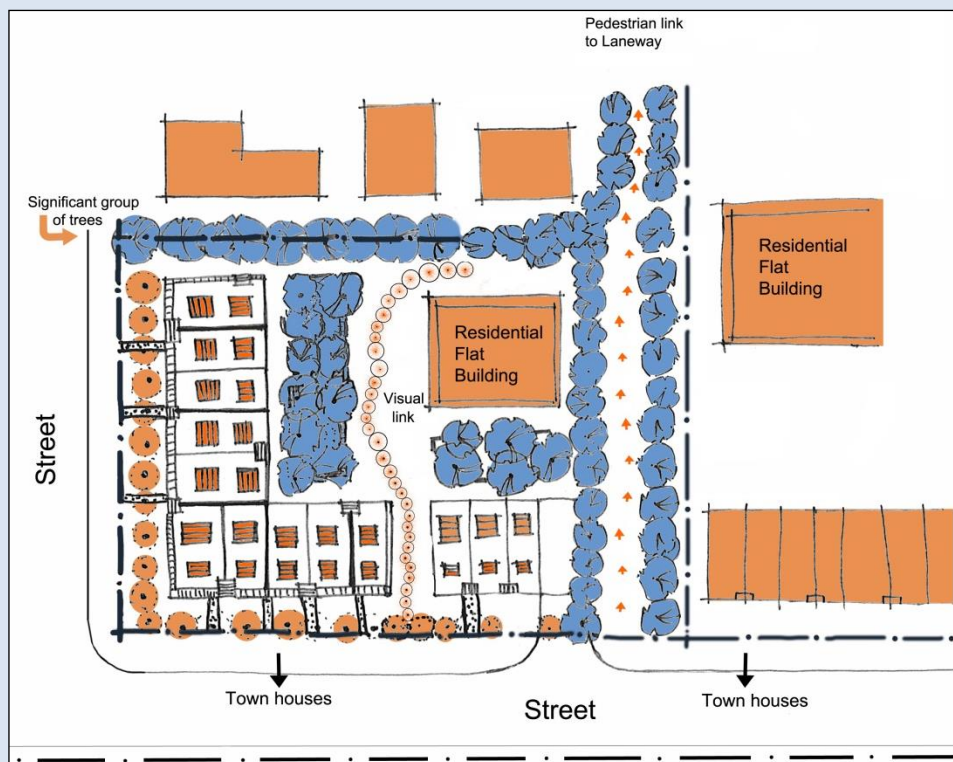 Pedestrian link
to Laneway
Significant group
of trees
Residential
Flat
Building
Residential
Flat
Building
Visual
link
Street
Town houses
Street
Town houses